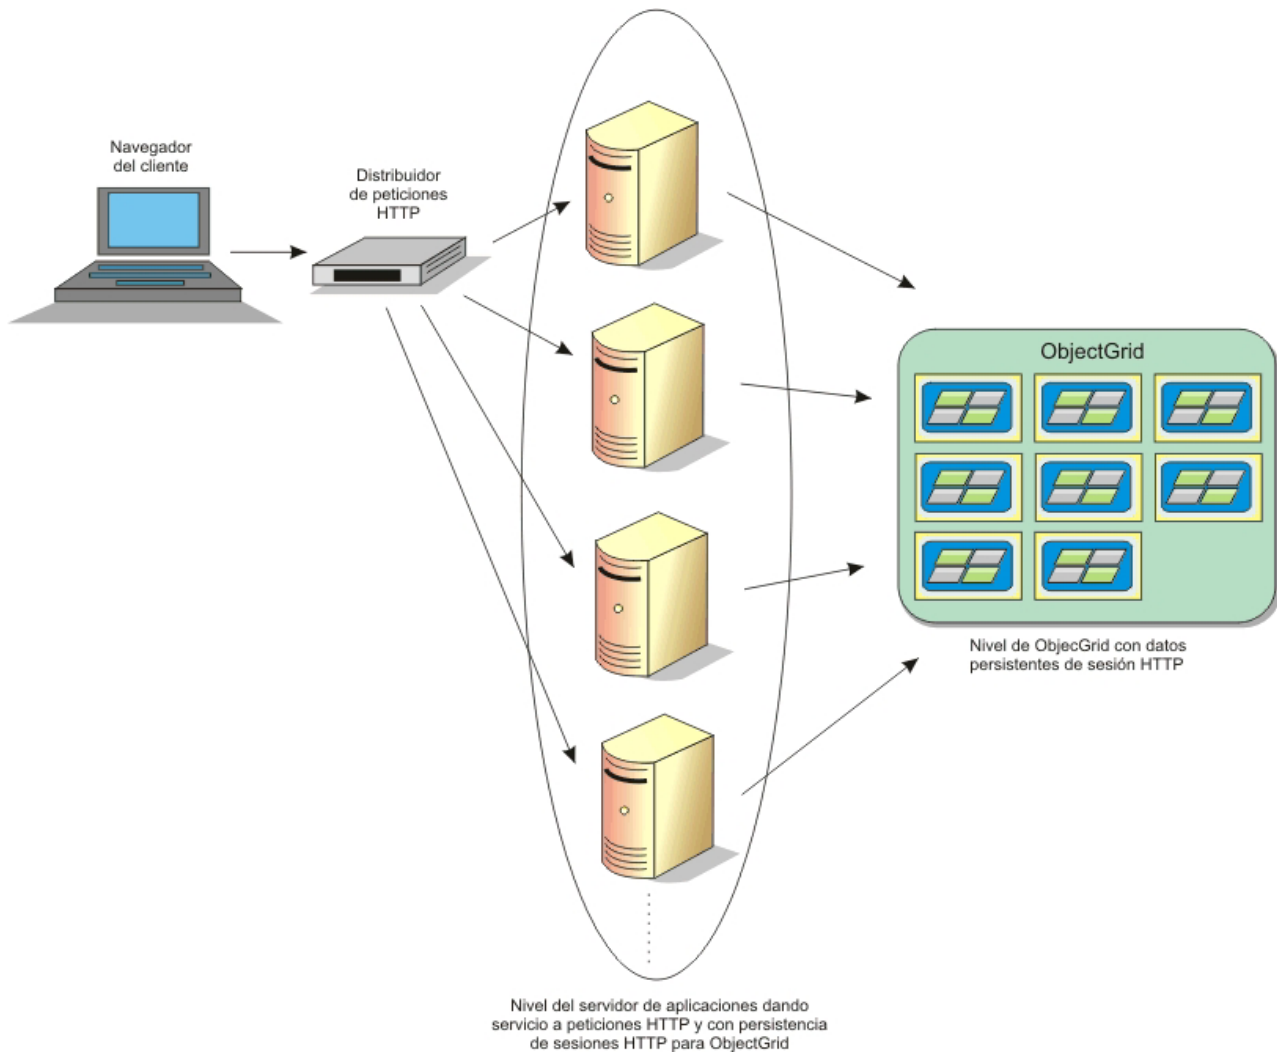 Navegador
del cliente
Distribuidor
de peticiones
HTTP
ObjectGrid
Nivel de ObjecGrid con datos
persistentes de sesión HTTP
Nivel del servidor de aplicaciones dando
servicio a peticiones HTTP y con persistencia
de sesiones HTTP para ObjectGrid